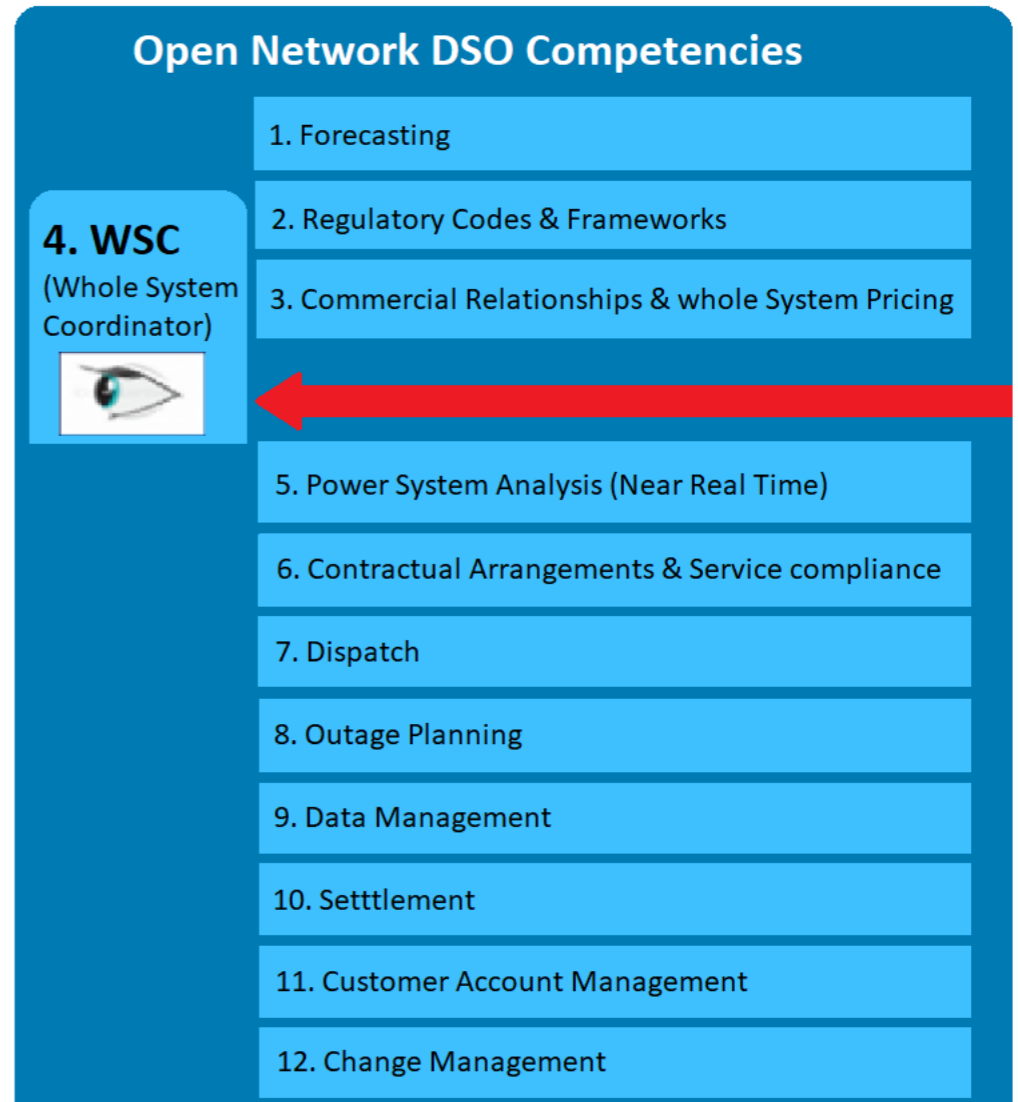 Open Network DSO Competencies
1. Forecasting
2. Regulatory Codes & Frameworks
3. Commercial Relationships & whole System Pricing
4. WSC
(Whole System
Coordinator)
5. Power System Analysis (Near Real Time)
6. Contractual Arrangements & Service compliance
7. Dispatch
8. Outage Planning
9. Data Management
10. Setttlement
11. Customer Account Management
12. Change Management